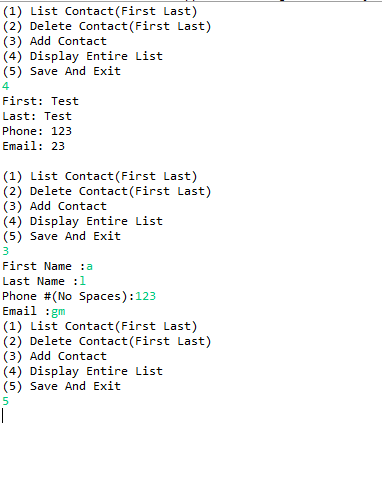 (1) List Contact(First Last)
(2) Delete Contact(First Last)
(3) Add Contact
(4) Display Entire List
(5) Save And Exit
4
First: Test
Last: Test
Phone: 123
Email: 23
(1) List Contact(First Last)
(2) Delete Contact(First Last)
(3) Add Contact
(4) Display Entire List
(5) Save And Exit
3
First Name :a
Last Name :l
Phone #(No Spaces):123
Email :gm
(1) List Contact(First Last)
(2) Delete Contact(First Last)
(3) Add Contact
(4) Display Entire List
(5) Save And Exit
5